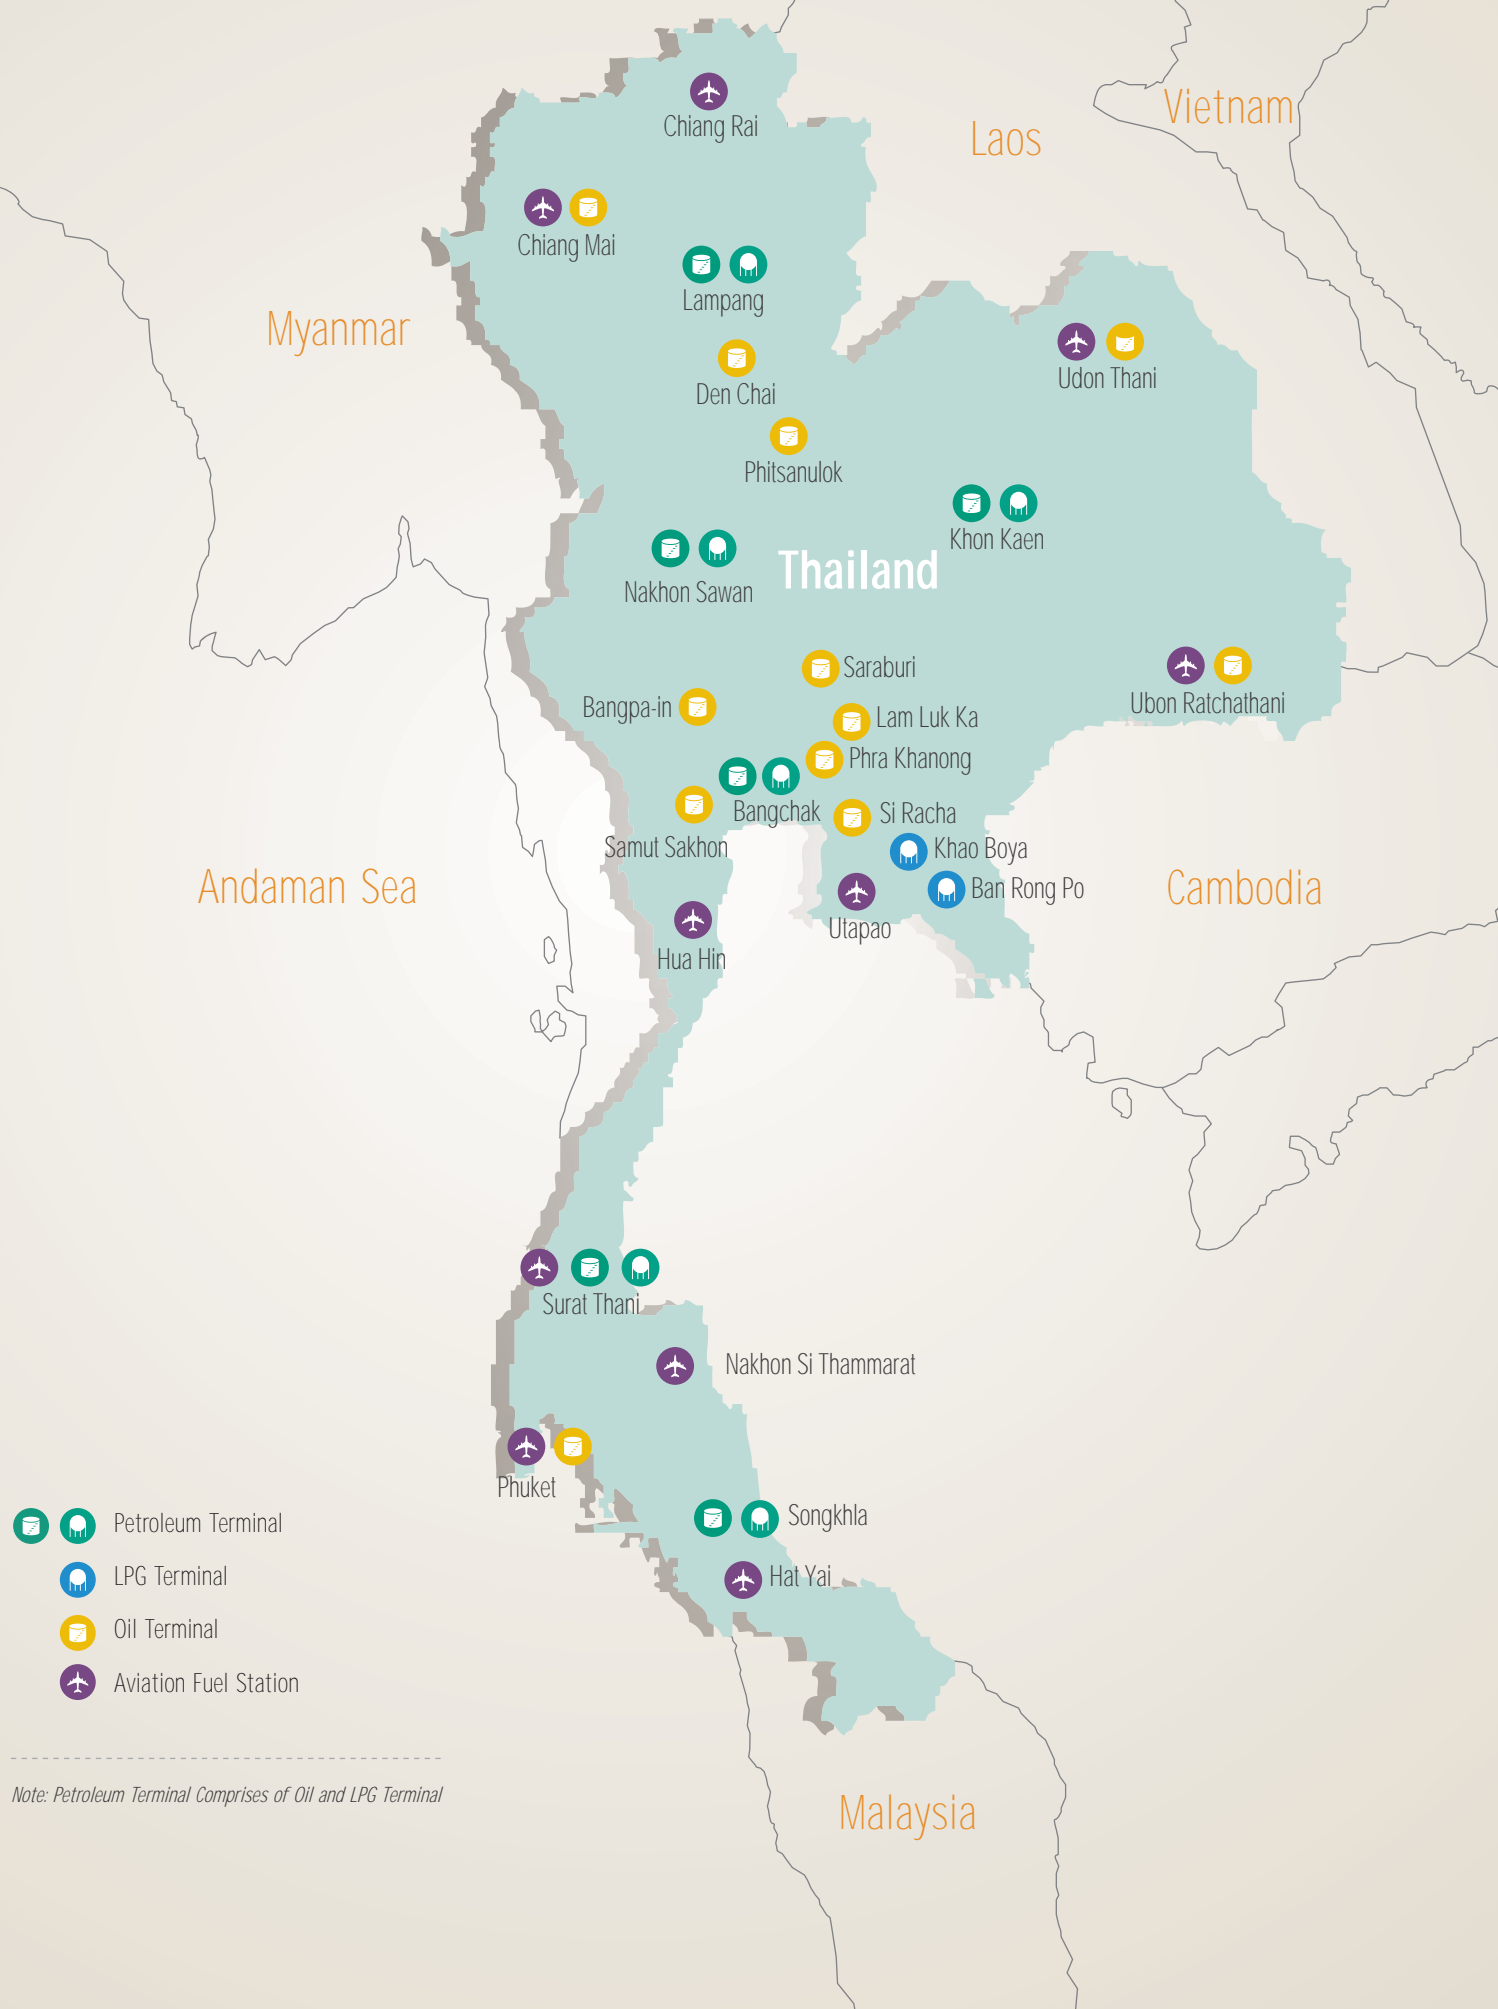 Vietnam
Laos
Chiang Rai
Chiang Mai
Lampang
Myanmar
Udon Thani
Den Chai
Phitsanulok
Khon Kaen
Thailand
Nakhon Sawan
Saraburi
Ubon Ratchathani
Bangpa-in
Lam Luk Ka
Phra Khanong
Bangchak
Si Racha
Samut Sakhon
Khao Boya
Andaman Sea
Ban Rong Po
Cambodia
Utapao
Hua Hin
Surat Thani
Nakhon Si Thammarat
Phuket
Songkhla
Hat Yai
Petroleum Terminal
LPG Terminal
Oil Terminal
Aviation Fuel Station
Note: Petroleum Terminal Comprises of Oil and LPG Terminal
Malaysia